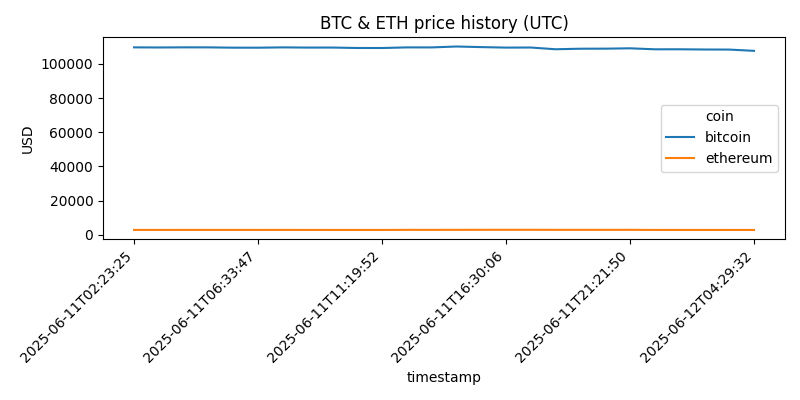 BTC & ETH price history (UTC)
USD
100000
80000
60000
40000
20000
0
coin
bitcoin
ethereum
2025-06-11T02:23:25
2025-06-11T06:33:47
2025-06-11T11:19:52
2025-06-11T16:30:06
2025-06-11T21:21:50
2025-06-12T04:29:32
timestamp